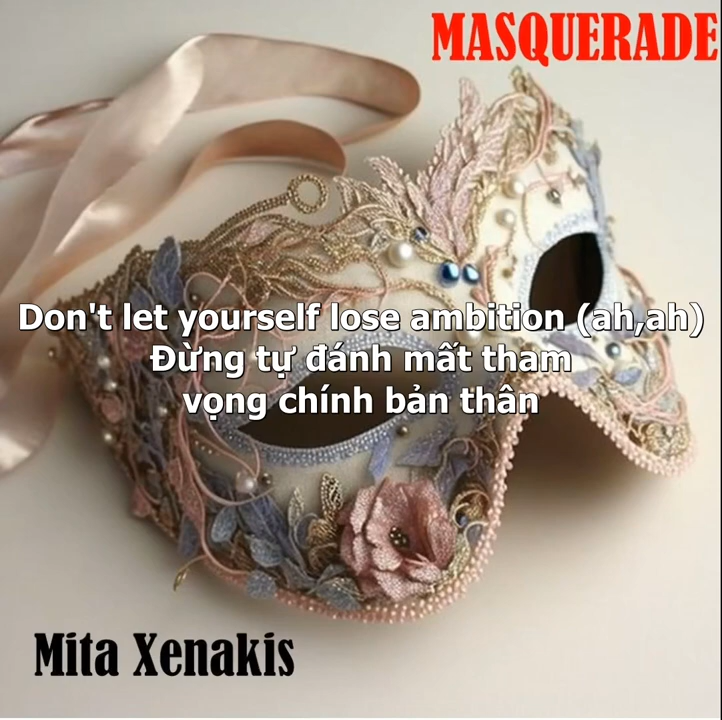 MASQUERADE
Don't let yourself lose ambition (ah,ah)
Đừng tự đánh mất tham
vọng chính bản thân
Mita Xenakis